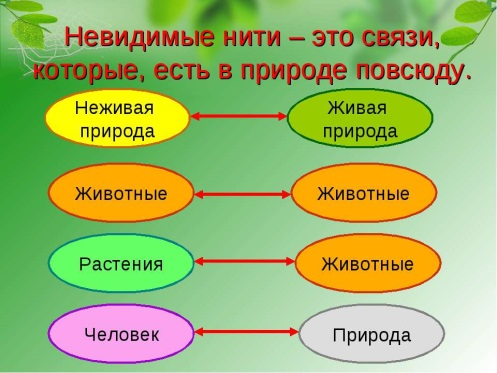 Невидимые нити – это связи,
которые, есть в природе повсюду.
Неживая природа
Живая природа
Животные
Животные
Растения
Животные
Человек
Природа